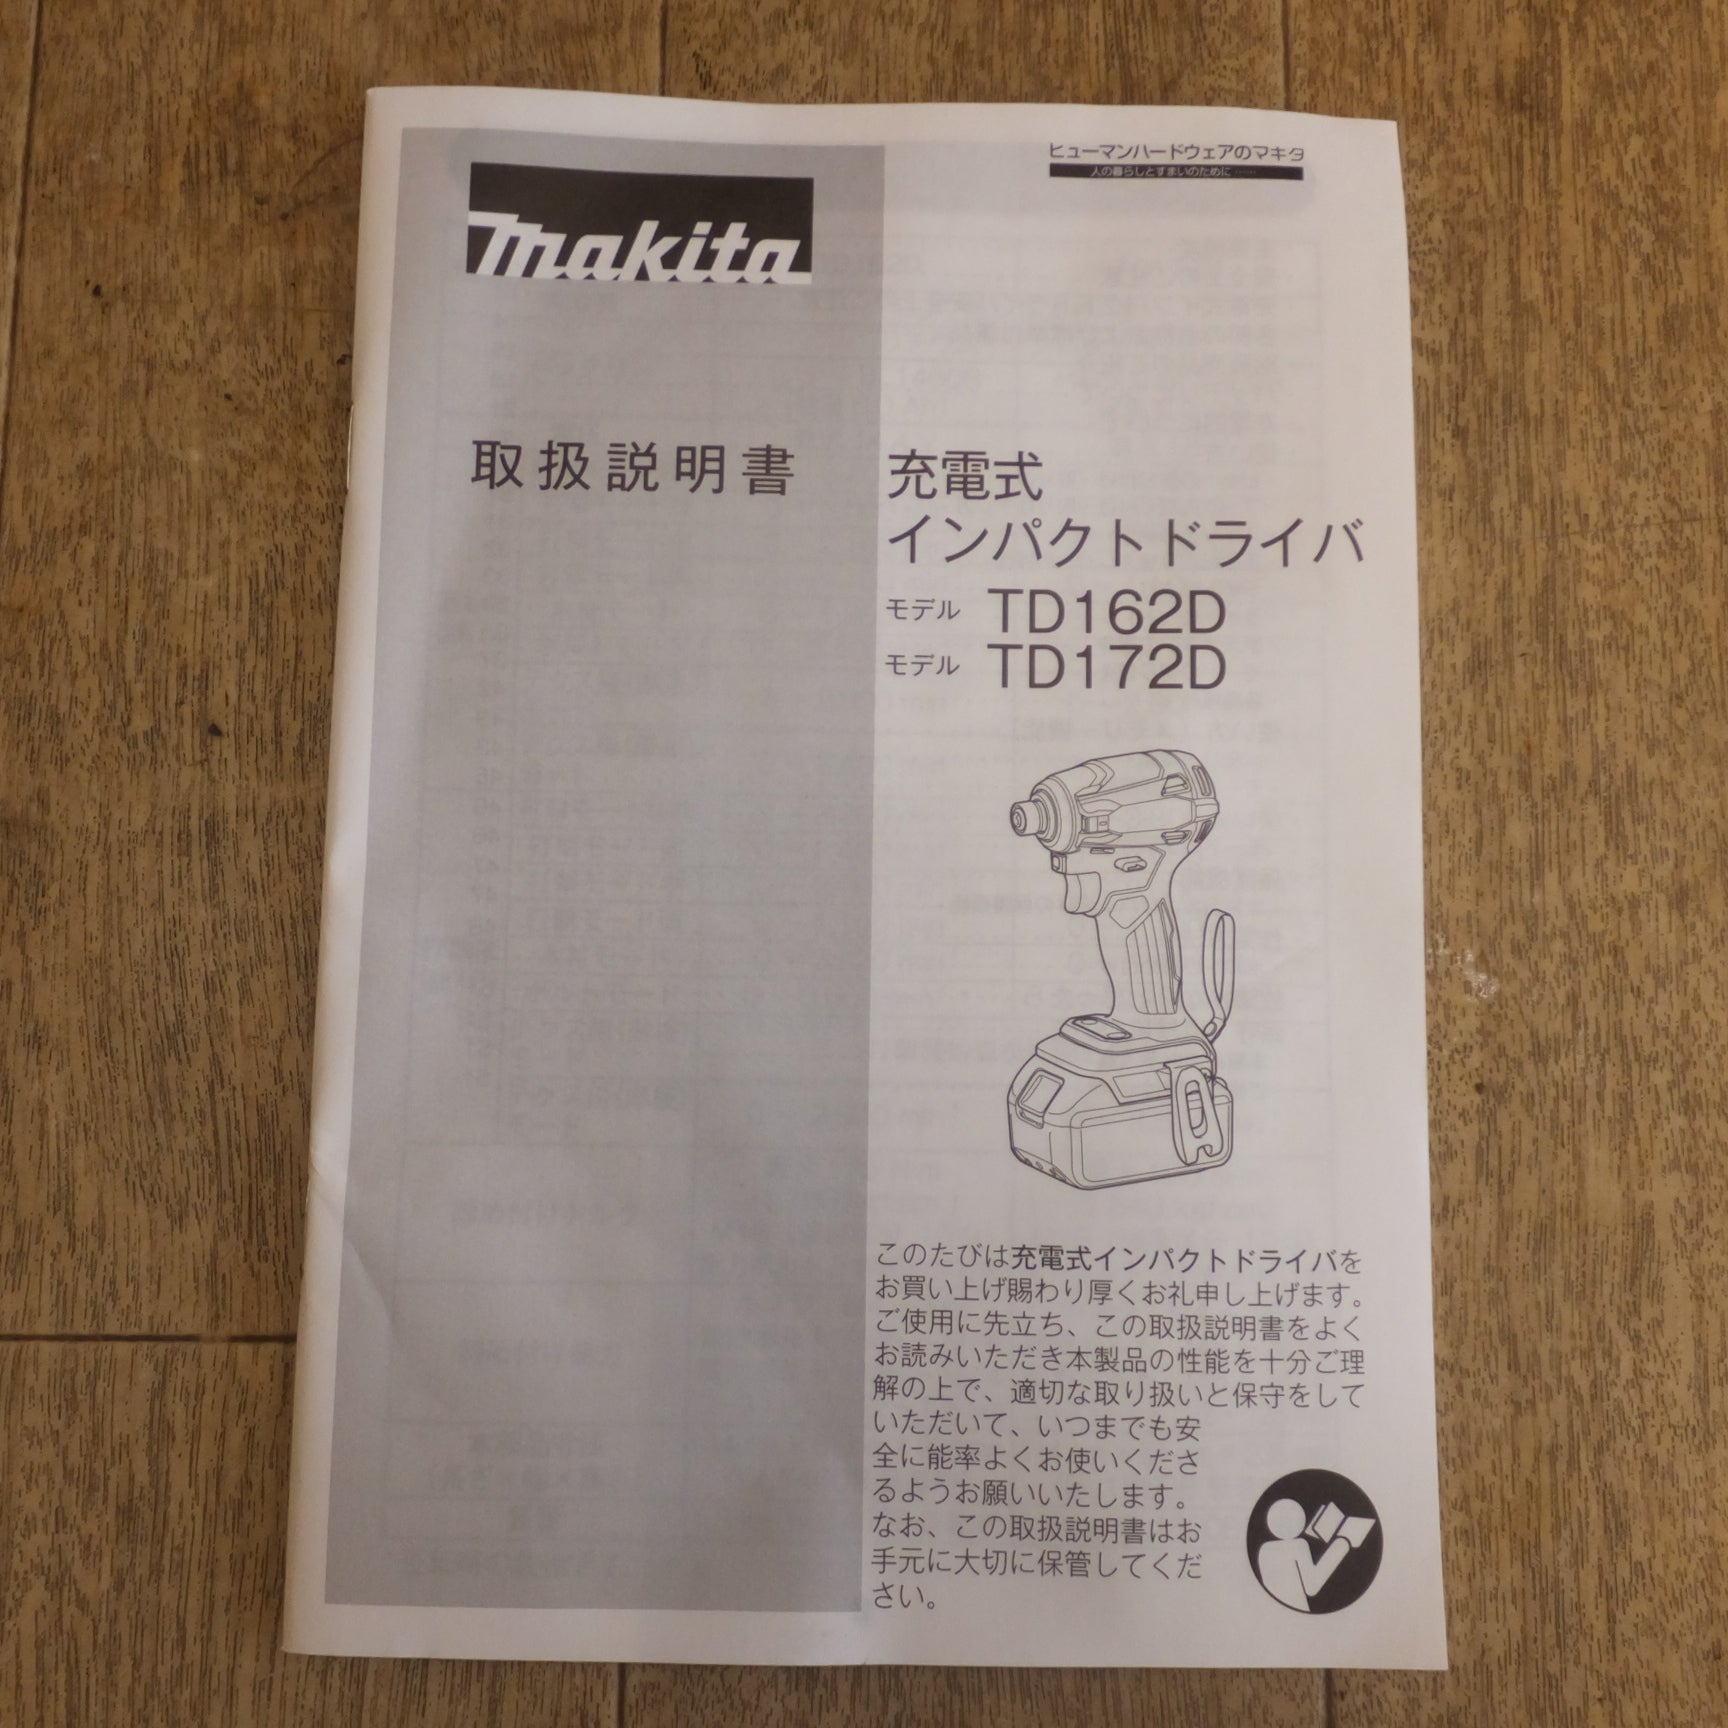 ヒューマンハードウェアのマキタ
人の暮らしとすまいのために……
makita
取扱説明書
充電式
インパクトドライバ
モデル TD162D
モデル TD172D
このたびは充電式インパクトドライバを
お買い上げ賜わり厚くお礼申し上げます。
ご使用に先立ち、この取扱説明書をよく
お読みいただき本製品の性能を十分ご理
解の上で、適切な取り扱いと保守をして
いただいて、いつまでも安
全に能率よくお使いくださ
るようお願いいたします。
なお、この取扱説明書はお
手元に大切に保管してくだ
さい。